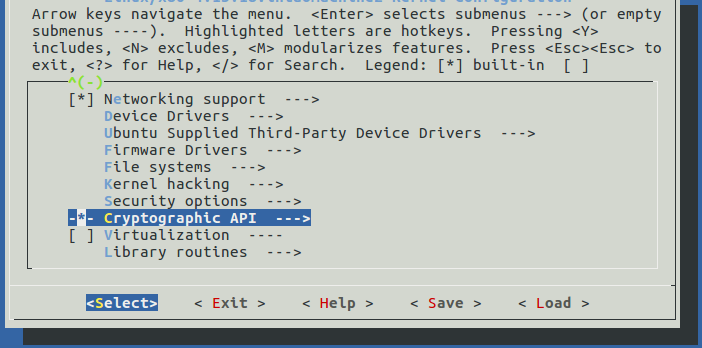 Arrow keys navigate the menu.  <Enter> selects submenus ---> (or empty
submenus ----).  Highlighted letters are hotkeys.  Pressing <Y>
includes, <N> excludes, <M> modularizes features.  Press <Esc><Esc> to
exit, <?> for Help, </> for Search.  Legend: [*] built-in  [ ]
^(-)
[*] Networking support  --->
Device Drivers  --->
Ubuntu Supplied Third-Party Device Drivers  --->
Firmware Drivers  --->
File systems  --->
Kernel hacking  --->
Security options  --->
-*- Cryptographic API  --->
[ ] Virtualization  ----
Library routines  --->
<Select>    < Exit >    < Help >    < Save >    < Load >